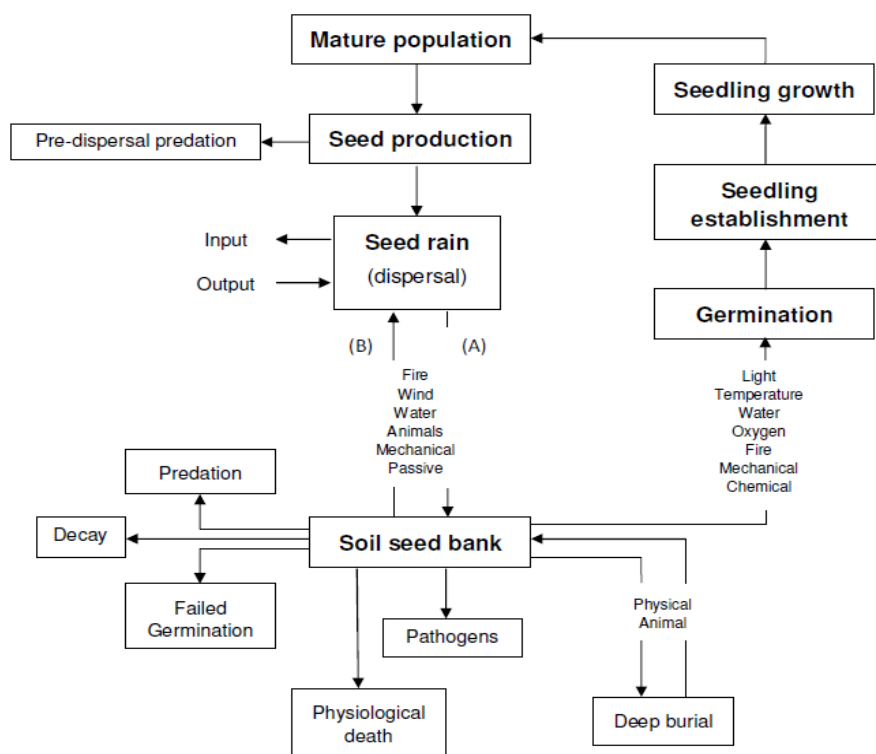 Mature population
Seedling growth
Pre-dispersal predation
Seed production
Seedling
establishment
Input
Output
Seed rain
(dispersal)
Germination
(B)
(A)
Fire
Wind
Water
Animals
Mechanical
Passive
Light
Temperature
Water
Oxygen
Fire
Mechanical
Chemical
Predation
Decay
Soil seed bank
Failed
Germination
Pathogens
Physical
Animal
Physiological
death
Deep burial